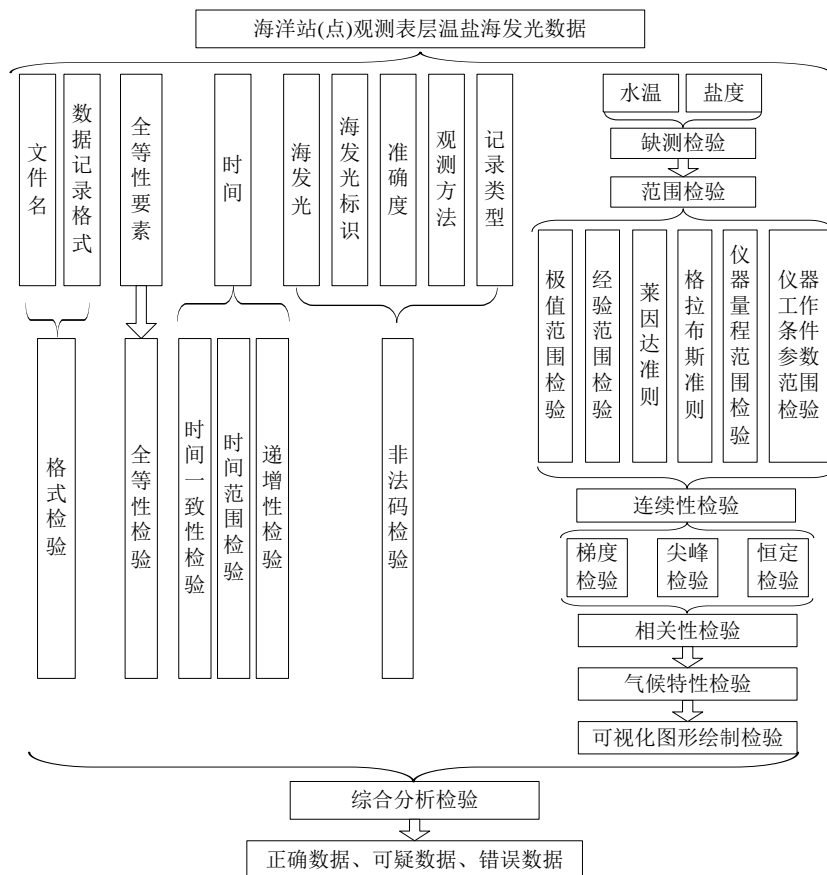 海洋站(点)观测表层温盐海发光数据
文件名
数据记录格式
全等性要素
时间
海发光
海发光标识
准确度
观测方法
记录类型
水温
盐度
缺测检验
范围检验
极值范围检验
经验范围检验
莱因达准则
格拉布斯准则
仪器量程范围检验
仪器
工作
条件
参数
范围
检验
格式检验
全等性检验
时间一致性检验
时间范围检验
递增性检验
非法码检验
连续性检验
梯度
检验
尖峰
检验
恒定
检验
相关性检验
气候特性检验
可视化图形绘制检验
综合分析检验
正确数据、可疑数据、错误数据